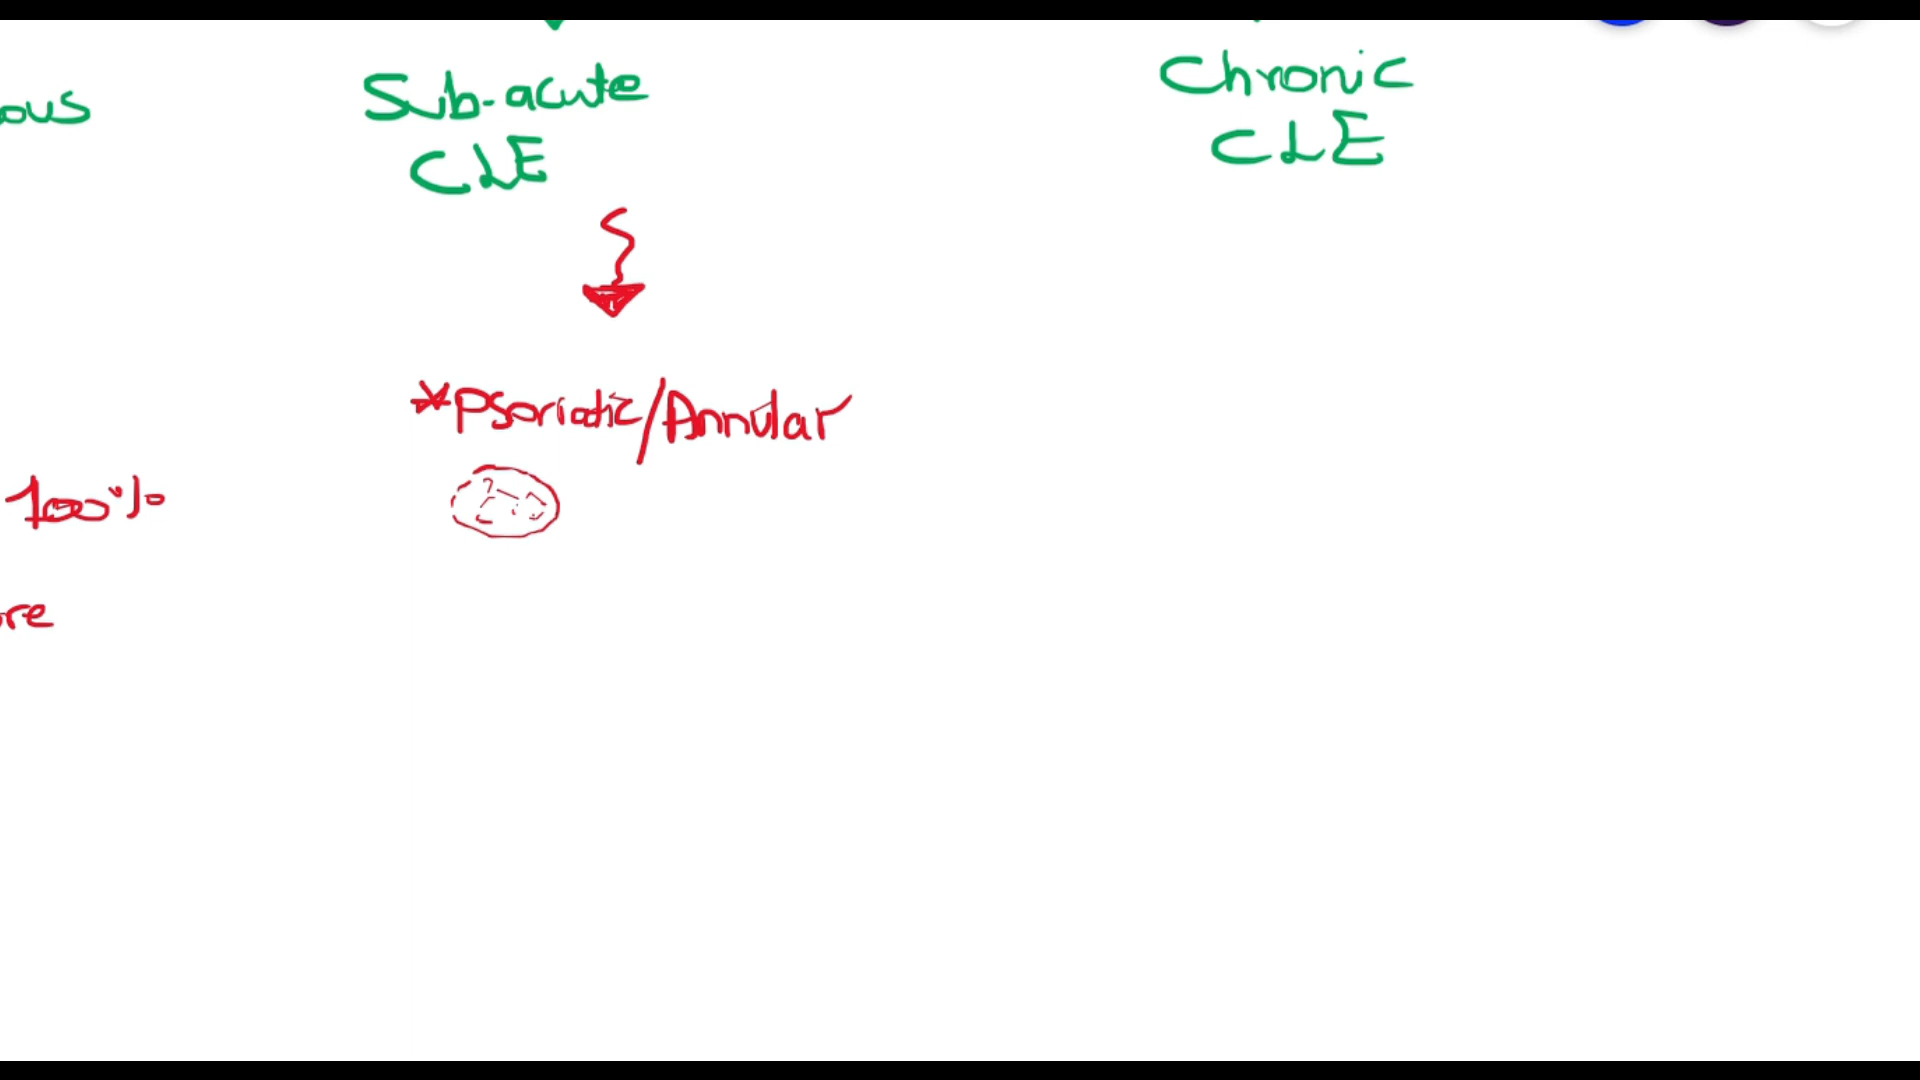 ous
Sub-acute
CLE
Chronic
CLE
*Psoriatic/Annular
100%
re